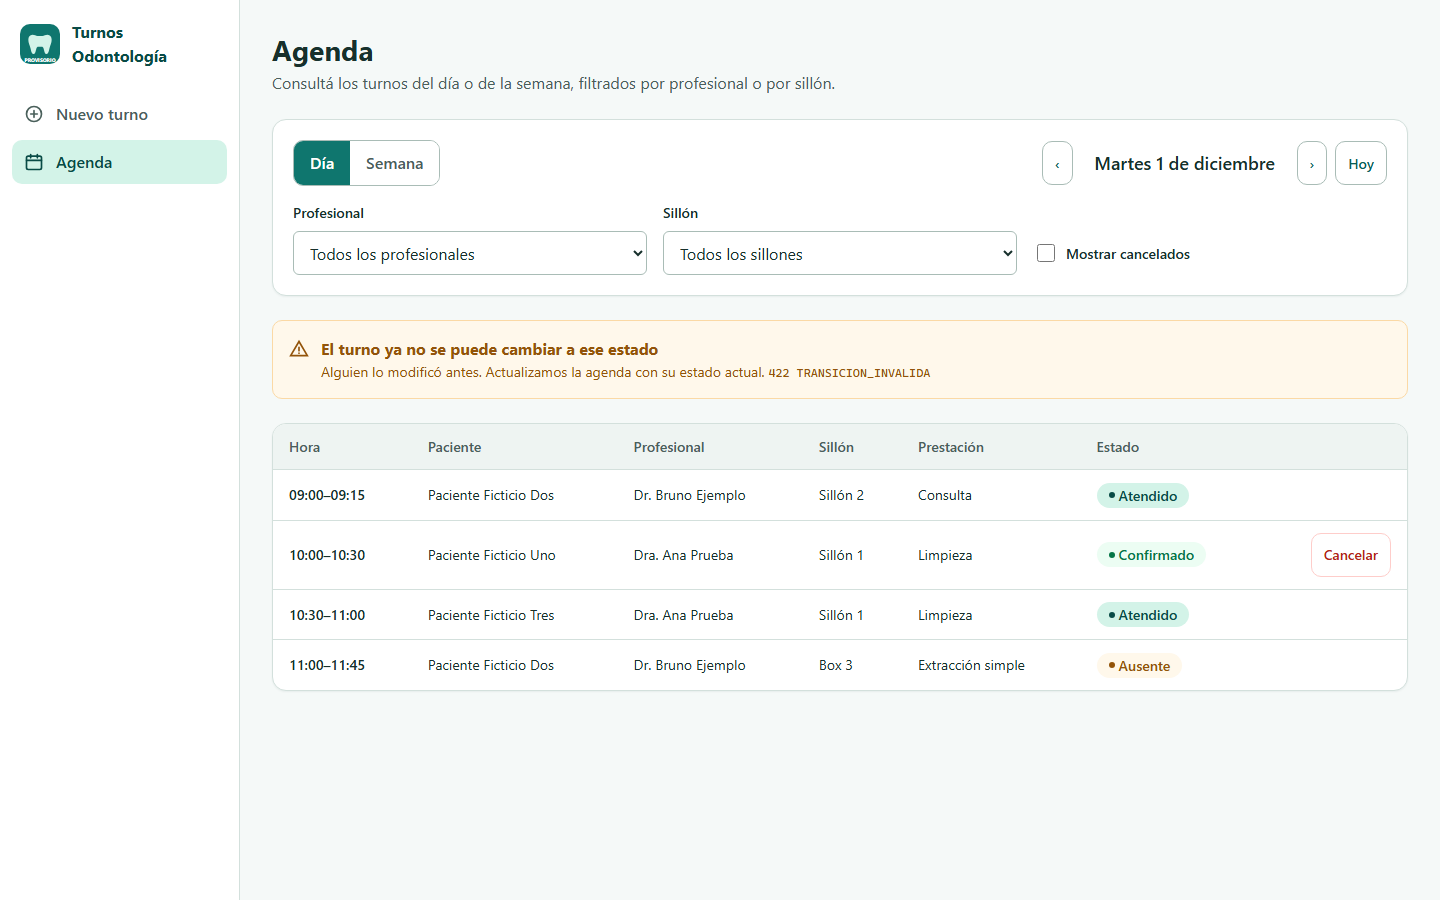 Turnos
Odontología
PROVISORIO
Nuevo turno
Agenda
Agenda
Consultá los turnos del día o de la semana, filtrados por profesional o por sillón.
Día Semana ‹ Martes 1 de diciembre › Hoy
Profesional Sillón
Todos los profesionales Todos los sillones Mostrar cancelados
El turno ya no se puede cambiar a ese estado
Alguien lo modificó antes. Actualizamos la agenda con su estado actual. 422 TRANSICION_INVALIDA
Hora Paciente Profesional Sillón Prestación Estado
09:00–09:15 Paciente Ficticio Dos Dr. Bruno Ejemplo Sillón 2 Consulta Atendido
10:00–10:30 Paciente Ficticio Uno Dra. Ana Prueba Sillón 1 Limpieza Confirmado Cancelar
10:30–11:00 Paciente Ficticio Tres Dra. Ana Prueba Sillón 1 Limpieza Atendido
11:00–11:45 Paciente Ficticio Dos Dr. Bruno Ejemplo Box 3 Extracción simple Ausente